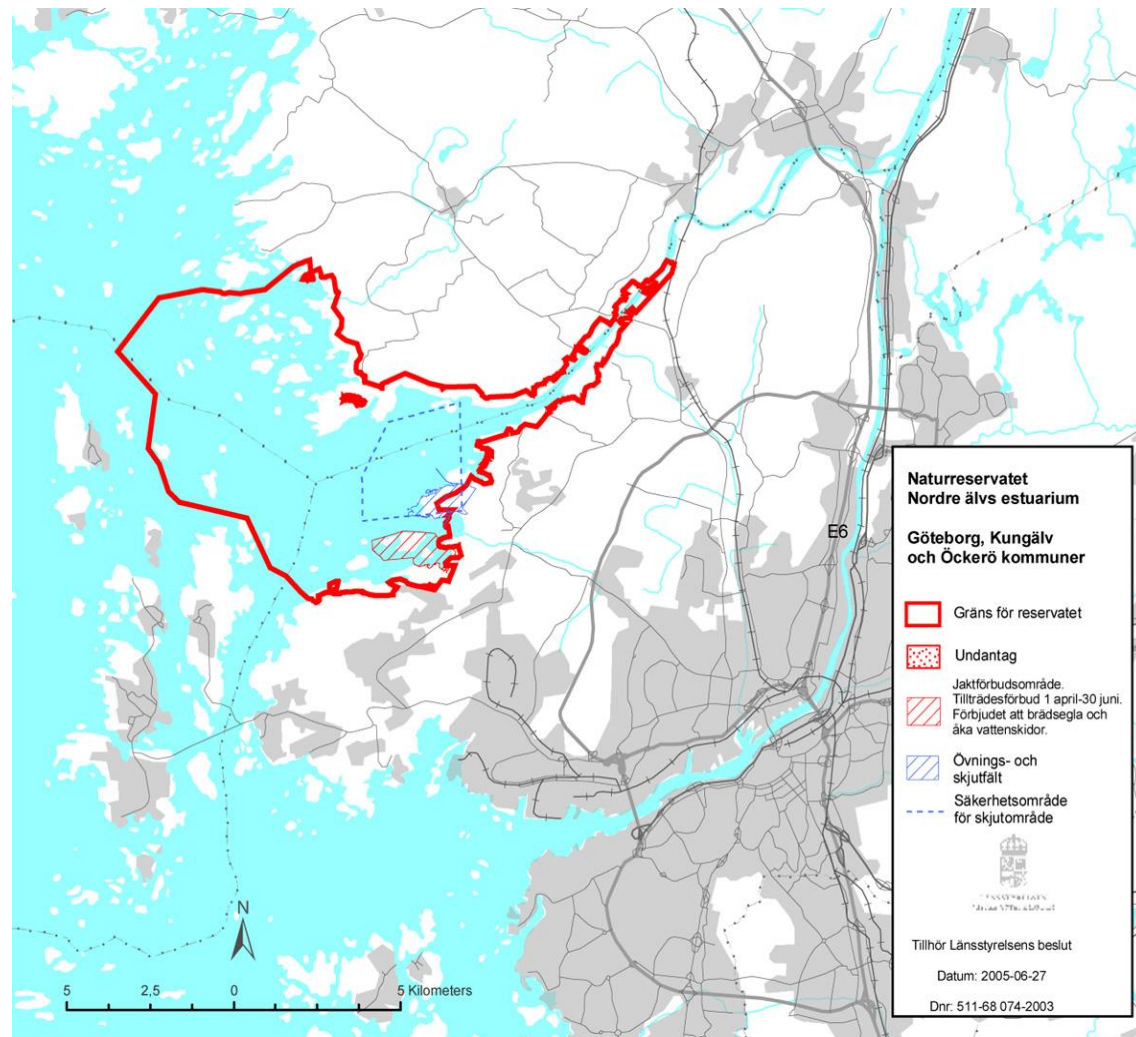 E6
Naturreservatet
Nordre älvs estuarium
Göteborg, Kungälv
och Öckerö kommuner
Gräns för reservatet
Undantag
Jaktförbudsområde.
Tillträdesförbud 1 april-30 juni.
Förbjudet att brädsegla och
åka vattenskidor.
Övnings- och
skjutfält
Säkerhetsområde
för skjutområde
Tillhör Länsstyrelsens beslut
Datum: 2005-06-27
Dnr: 511-68 074-2003
N
5 2,5 0 5 Kilometers